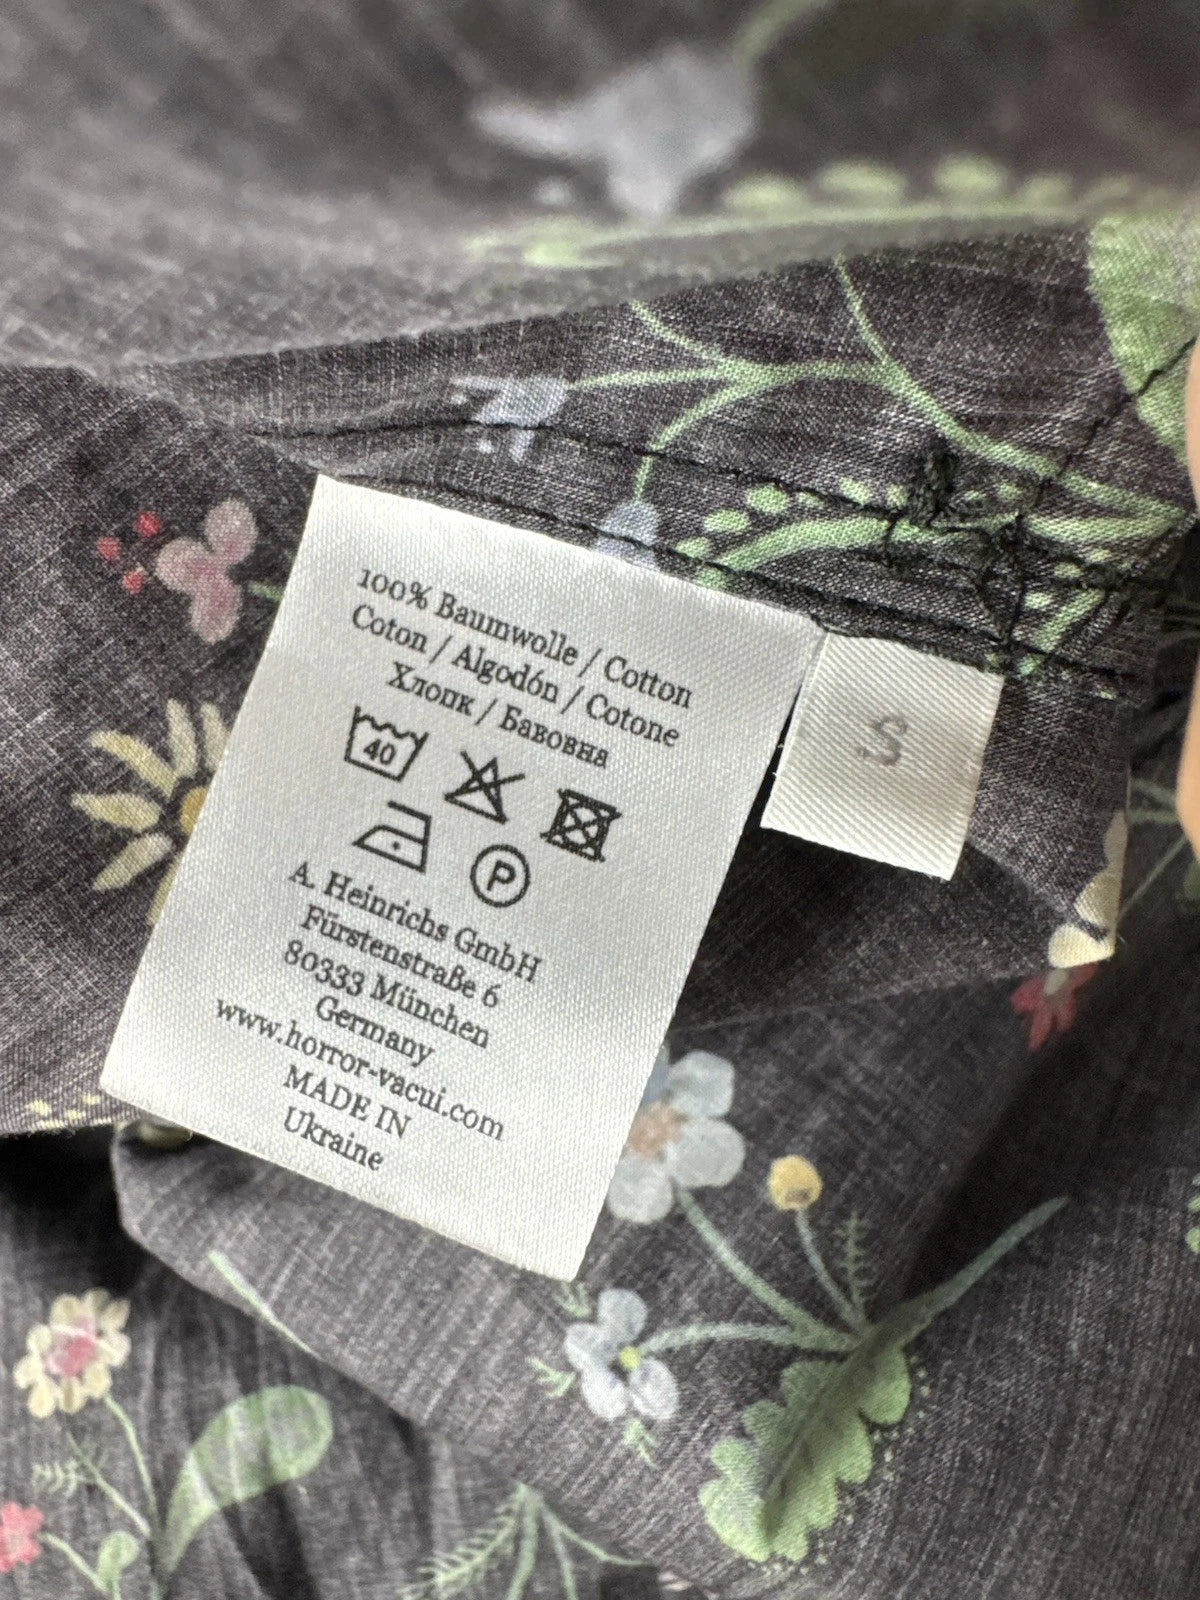 100% Baumwolle / Cotton
Coton / Algodón / Cotone
Хлопк / Бавовна
40
P
A. Heinrichs GmbH
Fürstenstraße 6
80333 München
Germany
www.horror-vacui.com
MADE IN
Ukraine
S